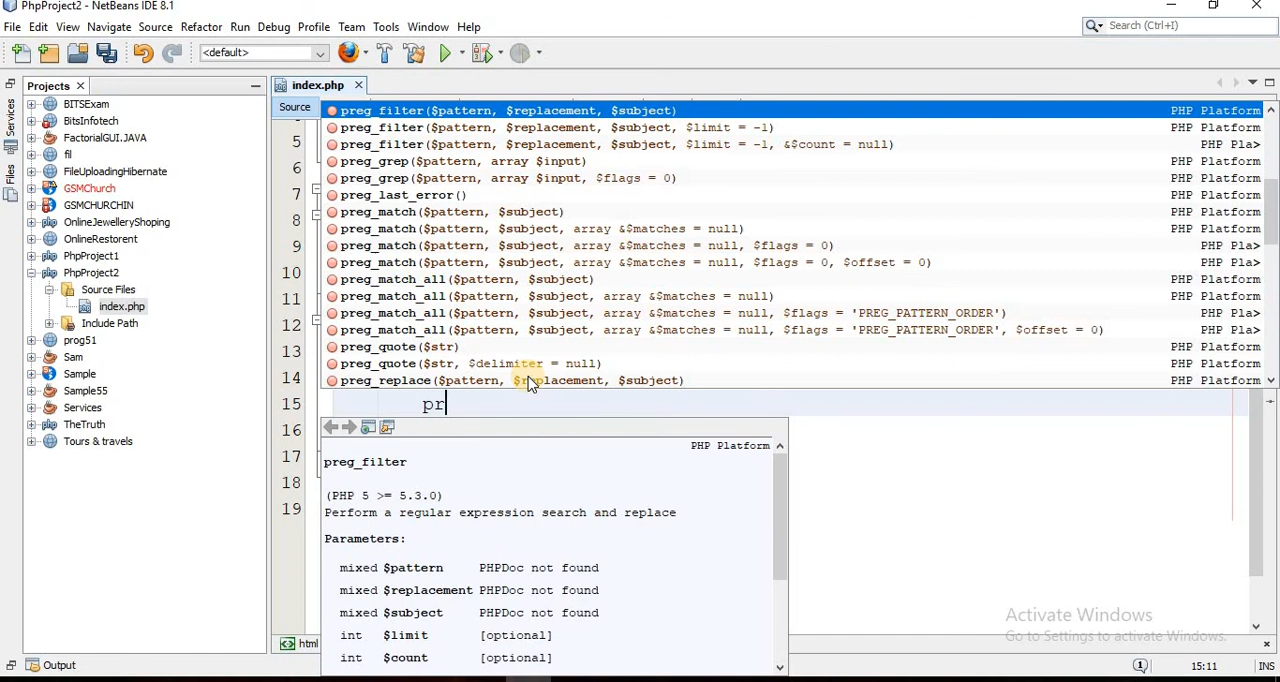 PhpProject2 - NetBeans IDE 8.1
File Edit View Navigate Source Refactor Run Debug Profile Team Tools Window Help
Search (Ctrl+I)
<default>
Projects
index.php
Services
Files
BITSExam
BitsInfotech
FactorialGUI.JAVA
fil
FileUploadingHibernate
GSMChurch
GSMCHURCHIN
OnlineJewelleryShoping
OnlineRestorent
PhpProject1
PhpProject2
Source Files
index.php
Include Path
prog51
Sam
Sample
Sample55
Services
TheTruth
Tours & travels
Source
preg_filter($pattern, $replacement, $subject) PHP Platform
preg_filter($pattern, $replacement, $subject, $limit = -1) PHP Platform
preg_filter($pattern, $replacement, $subject, $limit = -1, &$count = null) PHP Pla>
preg_grep($pattern, array $input) PHP Platform
preg_grep($pattern, array $input, $flags = 0) PHP Platform
preg_last_error() PHP Platform
preg_match($pattern, $subject) PHP Platform
preg_match($pattern, $subject, array &$matches = null) PHP Platform
preg_match($pattern, $subject, array &$matches = null, $flags = 0) PHP Pla>
preg_match($pattern, $subject, array &$matches = null, $flags = 0, $offset = 0) PHP Pla>
preg_match_all($pattern, $subject) PHP Platform
preg_match_all($pattern, $subject, array &$matches = null) PHP Platform
preg_match_all($pattern, $subject, array &$matches = null, $flags = 'PREG_PATTERN_ORDER') PHP Pla>
preg_match_all($pattern, $subject, array &$matches = null, $flags = 'PREG_PATTERN_ORDER', $offset = 0) PHP Pla>
preg_quote($str) PHP Platform
preg_quote($str, $delimiter = null) PHP Platform
preg_replace($pattern, $replacement, $subject) PHP Platform
5
6
7
8
9
10
11
12
13
14
15 pr
16
17
18
19
PHP Platform
preg_filter
(PHP 5 >= 5.3.0)
Perform a regular expression search and replace
Parameters:
mixed $pattern PHPDoc not found
mixed $replacement PHPDoc not found
mixed $subject PHPDoc not found
int $limit [optional]
int $count [optional]
html
Activate Windows
Go to Settings to activate Windows.
Output
1
15:11
INS